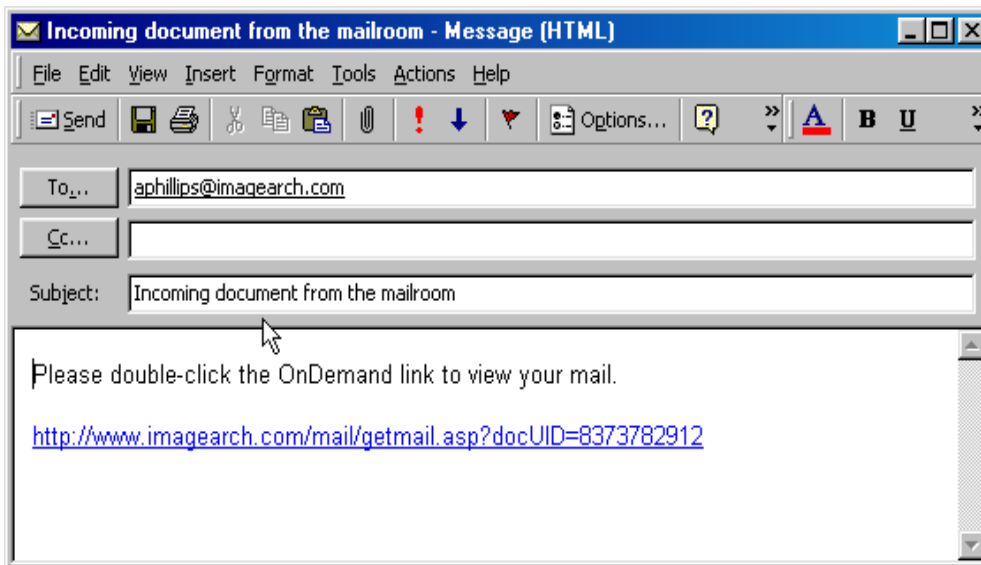 Incoming document from the mailroom - Message (HTML)
File Edit View Insert Format Tools Actions Help
Send Options... A B U
To... aphillips@imagearch.com
Cc...
Subject: Incoming document from the mailroom
Please double-click the OnDemand link to view your mail.
http://www.imagearch.com/mail/getmail.asp?docUID=8373782912